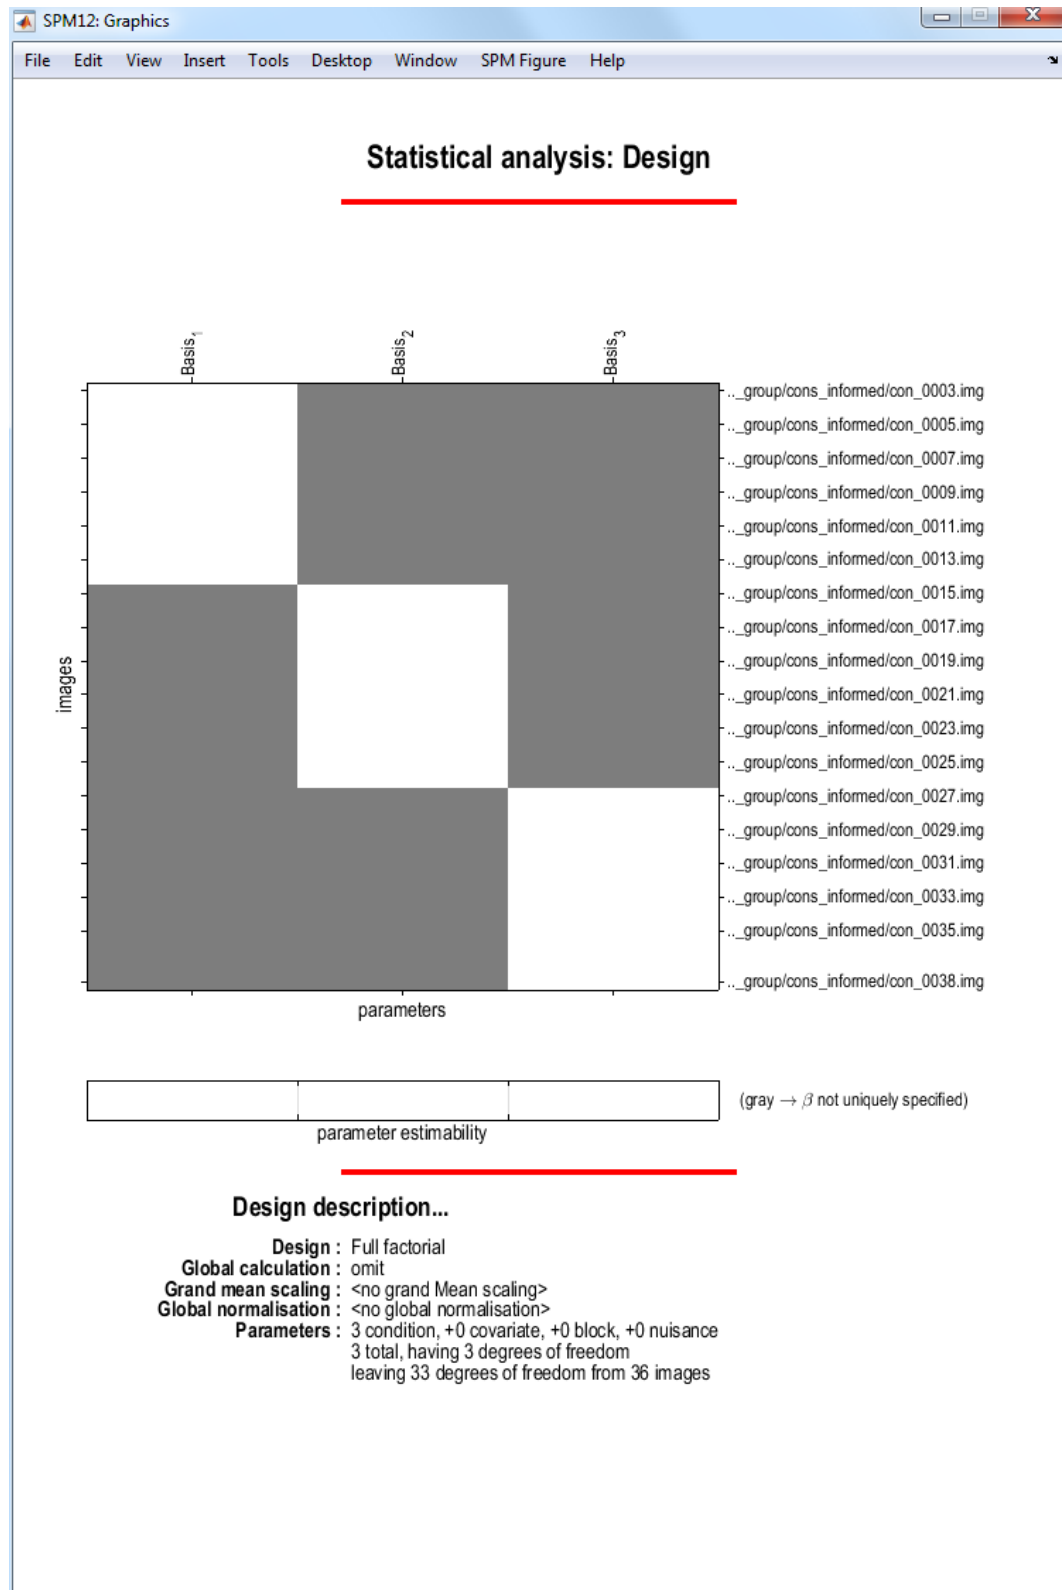 SPM12: Graphics
File Edit View Insert Tools Desktop Window SPM Figure Help
Statistical analysis: Design
Basis1
Basis2
Basis3
.._group/cons_informed/con_0003.img
.._group/cons_informed/con_0005.img
.._group/cons_informed/con_0007.img
.._group/cons_informed/con_0009.img
.._group/cons_informed/con_0011.img
.._group/cons_informed/con_0013.img
.._group/cons_informed/con_0015.img
.._group/cons_informed/con_0017.img
.._group/cons_informed/con_0019.img
.._group/cons_informed/con_0021.img
.._group/cons_informed/con_0023.img
.._group/cons_informed/con_0025.img
.._group/cons_informed/con_0027.img
.._group/cons_informed/con_0029.img
.._group/cons_informed/con_0031.img
.._group/cons_informed/con_0033.img
.._group/cons_informed/con_0035.img
.._group/cons_informed/con_0038.img
images
parameters
(gray → β not uniquely specified)
parameter estimability
Design description...
Design : Full factorial
Global calculation : omit
Grand mean scaling : <no grand Mean scaling>
Global normalisation : <no global normalisation>
Parameters : 3 condition, +0 covariate, +0 block, +0 nuisance
3 total, having 3 degrees of freedom
leaving 33 degrees of freedom from 36 images